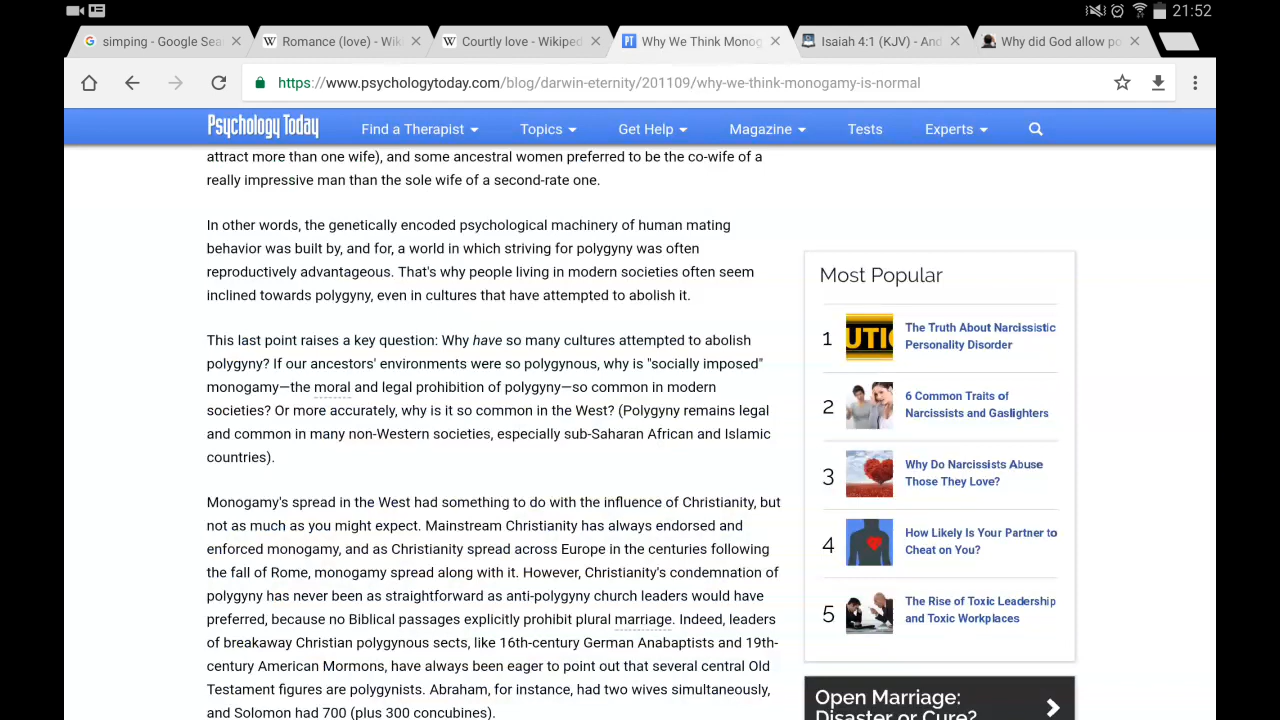 21:52
simping - Google Sea
Romance (love) - Wiki
Courtly love - Wikiped
Why We Think Monog
Isaiah 4:1 (KJV) - And
Why did God allow po
https://www.psychologytoday.com/blog/darwin-eternity/201109/why-we-think-monogamy-is-normal
Psychology Today
Find a Therapist
Topics
Get Help
Magazine
Tests
Experts
attract more than one wife), and some ancestral women preferred to be the co-wife of a
really impressive man than the sole wife of a second-rate one.
In other words, the genetically encoded psychological machinery of human mating
behavior was built by, and for, a world in which striving for polygyny was often
reproductively advantageous. That's why people living in modern societies often seem
inclined towards polygyny, even in cultures that have attempted to abolish it.
This last point raises a key question: Why have so many cultures attempted to abolish
polygyny? If our ancestors' environments were so polygynous, why is "socially imposed"
monogamy—the moral and legal prohibition of polygyny—so common in modern
societies? Or more accurately, why is it so common in the West? (Polygyny remains legal
and common in many non-Western societies, especially sub-Saharan African and Islamic
countries).
Monogamy's spread in the West had something to do with the influence of Christianity, but
not as much as you might expect. Mainstream Christianity has always endorsed and
enforced monogamy, and as Christianity spread across Europe in the centuries following
the fall of Rome, monogamy spread along with it. However, Christianity's condemnation of
polygyny has never been as straightforward as anti-polygyny church leaders would have
preferred, because no Biblical passages explicitly prohibit plural marriage. Indeed, leaders
of breakaway Christian polygynous sects, like 16th-century German Anabaptists and 19th-
century American Mormons, have always been eager to point out that several central Old
Testament figures are polygynists. Abraham, for instance, had two wives simultaneously,
and Solomon had 700 (plus 300 concubines).
Most Popular
1
UTI
The Truth About Narcissistic
Personality Disorder
2
6 Common Traits of
Narcissists and Gaslighters
3
Why Do Narcissists Abuse
Those They Love?
4
How Likely Is Your Partner to
Cheat on You?
5
The Rise of Toxic Leadership
and Toxic Workplaces
Open Marriage:
Disaster or Cure?